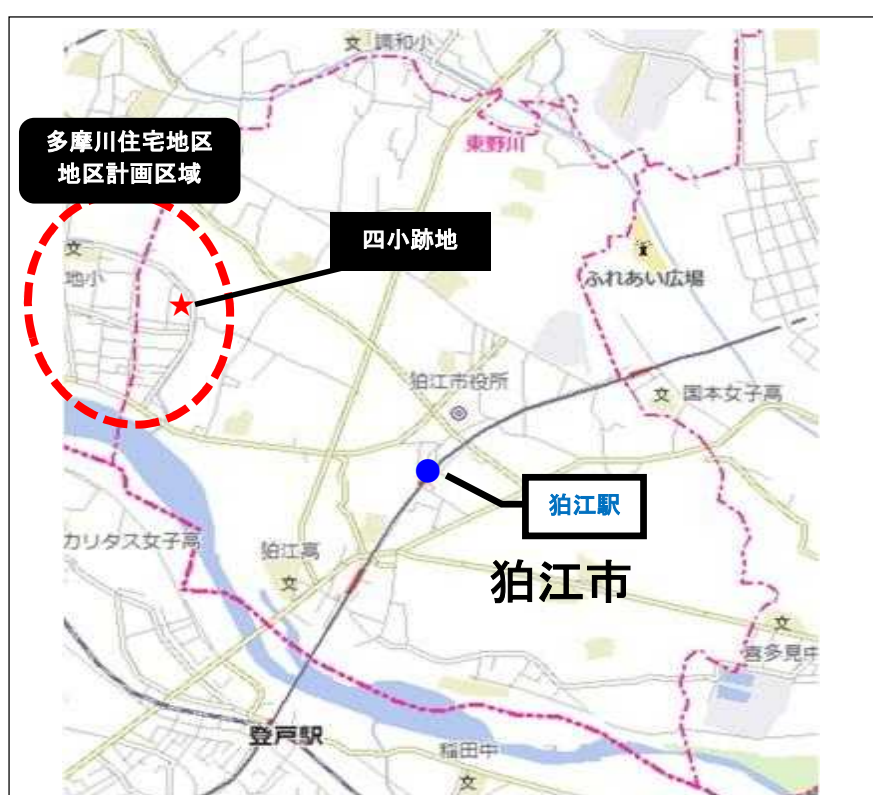 調和小
東野川
多摩川住宅地区
地区計画区域
四小跡地
地小
ふれあい広場
狛江市役所
国本女子高
狛江駅
カリタス女子高
狛江高
狛江市
喜多見中
登戸駅
稲田中